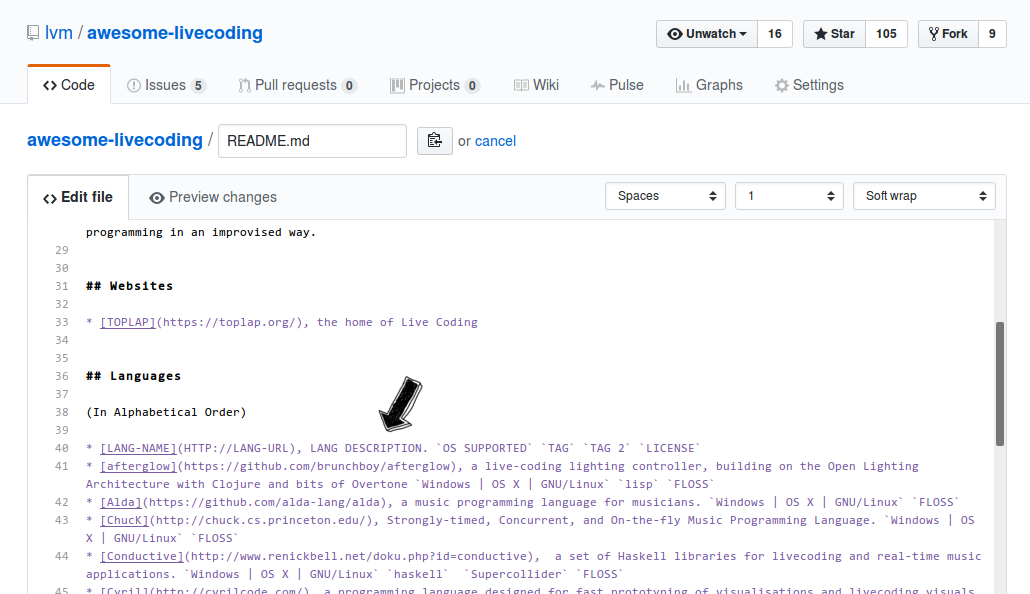 lvm / awesome-livecoding
Unwatch 16 Star 105 Fork 9
Code Issues 5 Pull requests 0 Projects 0 Wiki Pulse Graphs Settings
awesome-livecoding / README.md or cancel
Edit file Preview changes Spaces 1 Soft wrap
programming in an improvised way.
29
30
31 ## Websites
32
33 * [TOPLAP](https://toplap.org/), the home of Live Coding
34
35
36 ## Languages
37
38 (In Alphabetical Order)
39
40 * [LANG-NAME](HTTP://LANG-URL), LANG DESCRIPTION. `OS SUPPORTED` `TAG` `TAG 2` `LICENSE`
41 * [afterglow](https://github.com/brunchboy/afterglow), a live-coding lighting controller, building on the Open Lighting
Architecture with Clojure and bits of Overtone `Windows | OS X | GNU/Linux` `lisp` `FLOSS`
42 * [Alda](https://github.com/alda-lang/alda), a music programming language for musicians. `Windows | OS X | GNU/Linux` `FLOSS`
43 * [ChucK](http://chuck.cs.princeton.edu/), Strongly-timed, Concurrent, and On-the-fly Music Programming Language. `Windows | OS
X | GNU/Linux` `FLOSS`
44 * [Conductive](http://www.renickbell.net/doku.php?id=conductive),  a set of Haskell libraries for livecoding and real-time music
applications. `Windows | OS X | GNU/Linux` `haskell`  `Supercollider` `FLOSS`
45 * [Cyril](http://cyrilcode.com/), a programming language designed for fast prototyping of visualisations and livecoding visuals.